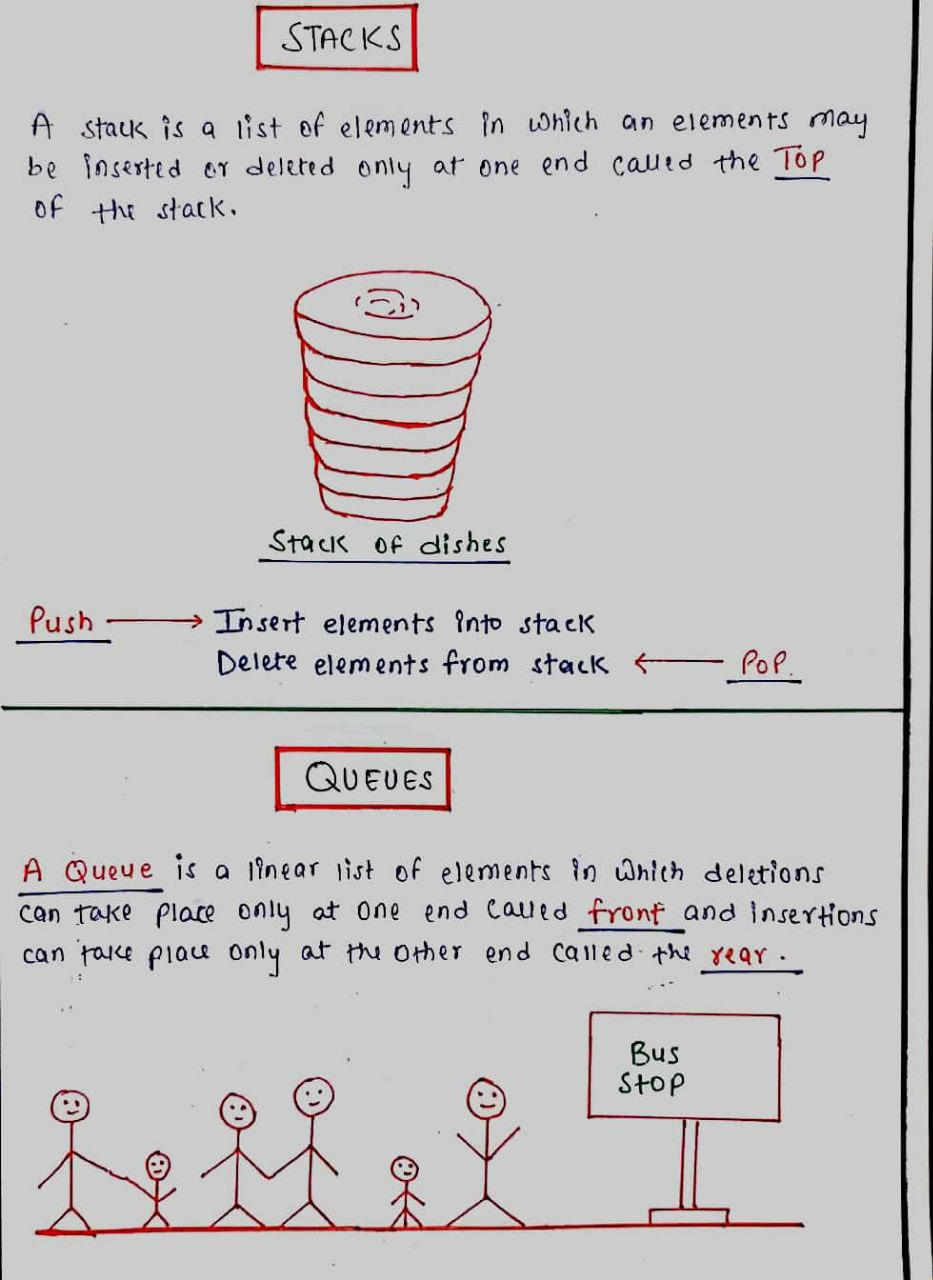 STACKS
A stack is a list of elements in which an elements may
be inserted or deleted only at one end called the Top
of the stack.
Stack of dishes
Push → Insert elements into stack
Delete elements from stack ← PoP.
QUEUES
A Queue is a linear list of elements in which deletions
can take place only at one end called front and insertions
can take place only at the other end called the rear.
Bus
Stop